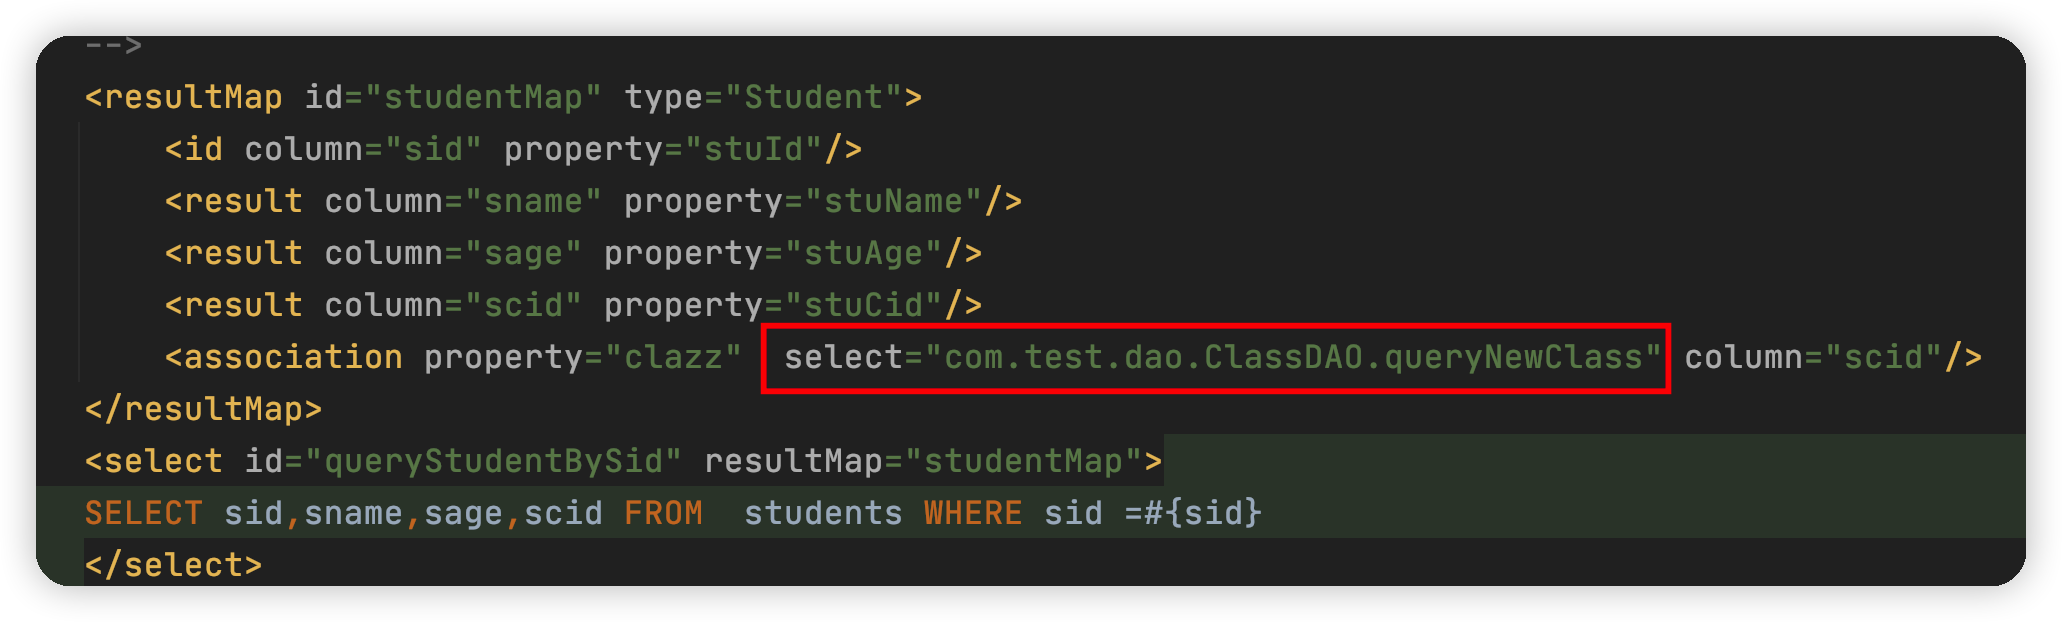 -->
<resultMap id="studentMap" type="Student">
<id column="sid" property="stuId"/>
<result column="sname" property="stuName"/>
<result column="sage" property="stuAge"/>
<result column="scid" property="stuCid"/>
<association property="clazz"  select="com.test.dao.ClassDAO.queryNewClass" column="scid"/>
</resultMap>
<select id="queryStudentBySid" resultMap="studentMap">
SELECT sid,sname,sage,scid FROM  students WHERE sid =#{sid}
</select>